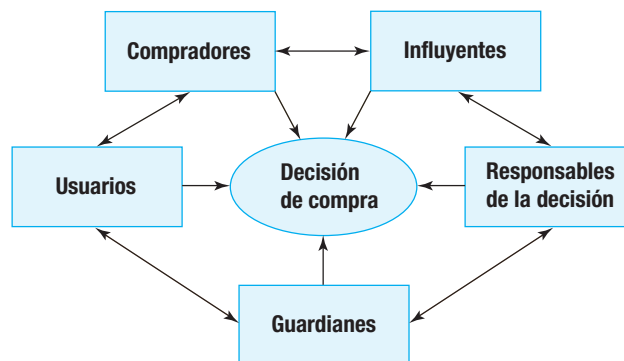 Compradores
Influyentes
Usuarios
Decisión
de compra
Responsables
de la decisión
Guardianes